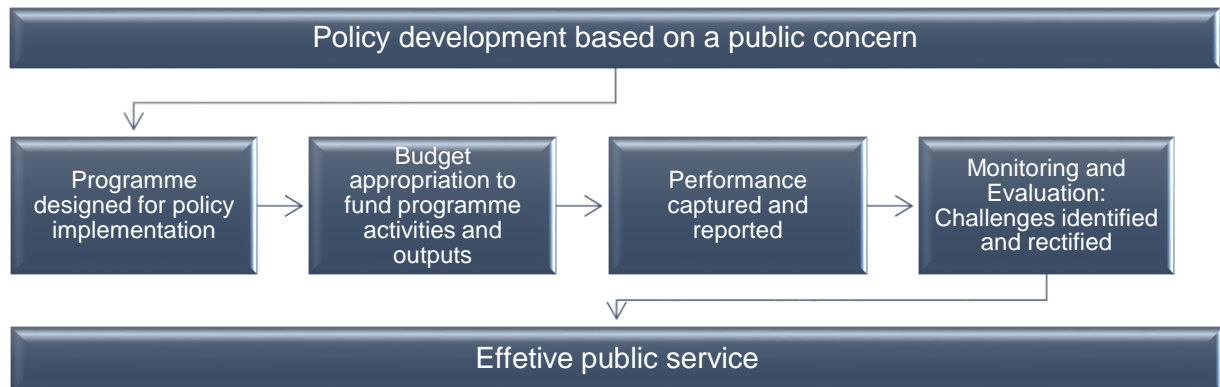 Policy development based on a public concern
Programme
designed for policy
implementation
Budget
appropriation to
fund programme
activities and
outputs
Performance
captured and
reported
Monitoring and
Evaluation:
Challenges identified
and rectified
Effetive public service